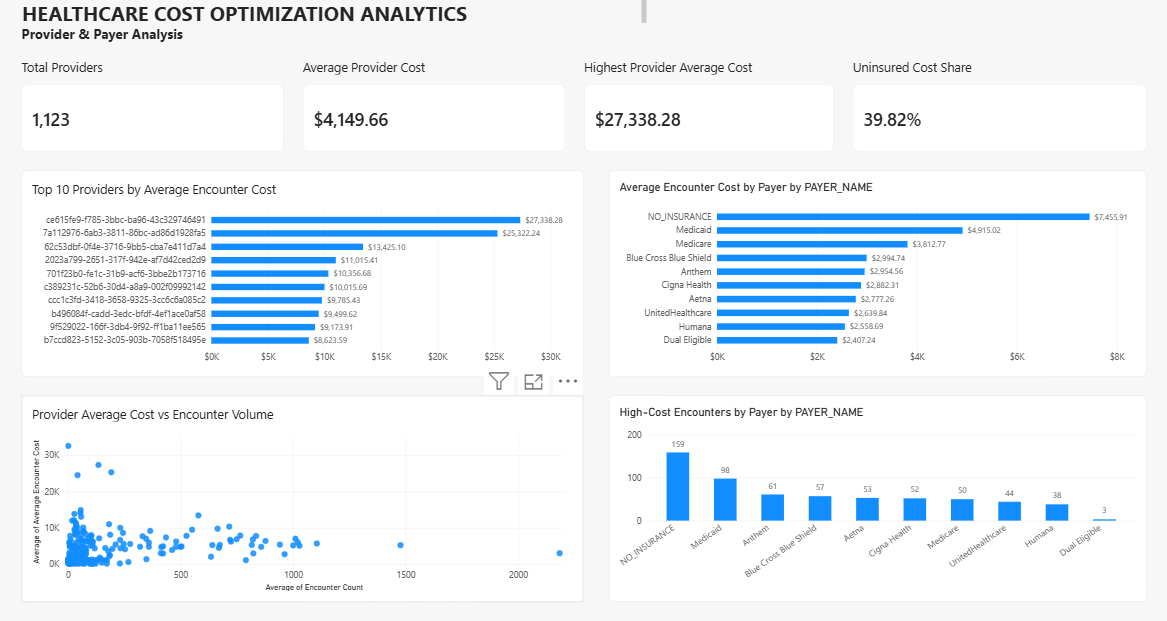 HEALTHCARE COST OPTIMIZATION ANALYTICS
Provider & Payer Analysis
Total Providers
Average Provider Cost
Highest Provider Average Cost
Uninsured Cost Share
1,123
$4,149.66
$27,338.28
39.82%
Top 10 Providers by Average Encounter Cost
ce615fe9-f785-3bbc-ba96-43c329746491 $27,338.28
7a112976-6ab3-3811-86bc-ad86d1928fa5 $25,322.24
62c53dbf-0f4e-3716-9bb5-cba7e411d7a4 $13,425.10
2023a799-2651-317f-942e-af7d42ced2d9 $11,015.41
701f23b0-fe1c-31b9-acf6-3bbe2b173716 $10,356.68
c389231c-52b6-30d4-a8a9-002f09992142 $10,015.69
ccc1c3fd-3418-3658-9325-3cc6c6a085c2 $9,785.43
b496084f-cadd-3edc-bfdf-4ef1ace0af58 $9,499.62
9f529022-166f-3db4-9f92-ff1ba11ee565 $9,173.91
b7ccd823-5152-3c05-903b-7058f518495e $8,623.59
$0K $5K $10K $15K $20K $25K $30K
Average Encounter Cost by Payer by PAYER_NAME
NO_INSURANCE $7,455.91
Medicaid $4,915.02
Medicare $3,812.77
Blue Cross Blue Shield $2,994.74
Anthem $2,954.56
Cigna Health $2,882.31
Aetna $2,777.26
UnitedHealthcare $2,639.84
Humana $2,558.69
Dual Eligible $2,407.24
$0K $2K $4K $6K $8K
Provider Average Cost vs Encounter Volume
Average of Average Encounter Cost
30K
20K
10K
0K
0 500 1000 1500 2000
Average of Encounter Count
High-Cost Encounters by Payer by PAYER_NAME
200
100
0
159 98 61 57 53 52 50 44 38 3
NO_INSURANCE Medicaid Anthem Blue Cross Blue Shield Aetna Cigna Health Medicare UnitedHealthcare Humana Dual Eligible